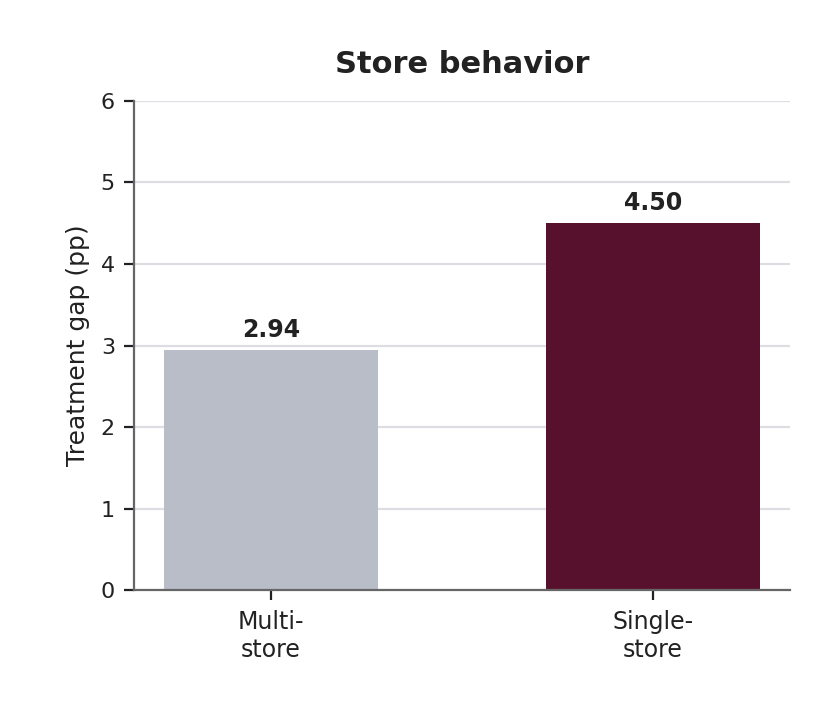 Store behavior
Treatment gap (pp)
6
5
4
3
2
1
0
2.94
4.50
Multi-
store
Single-
store